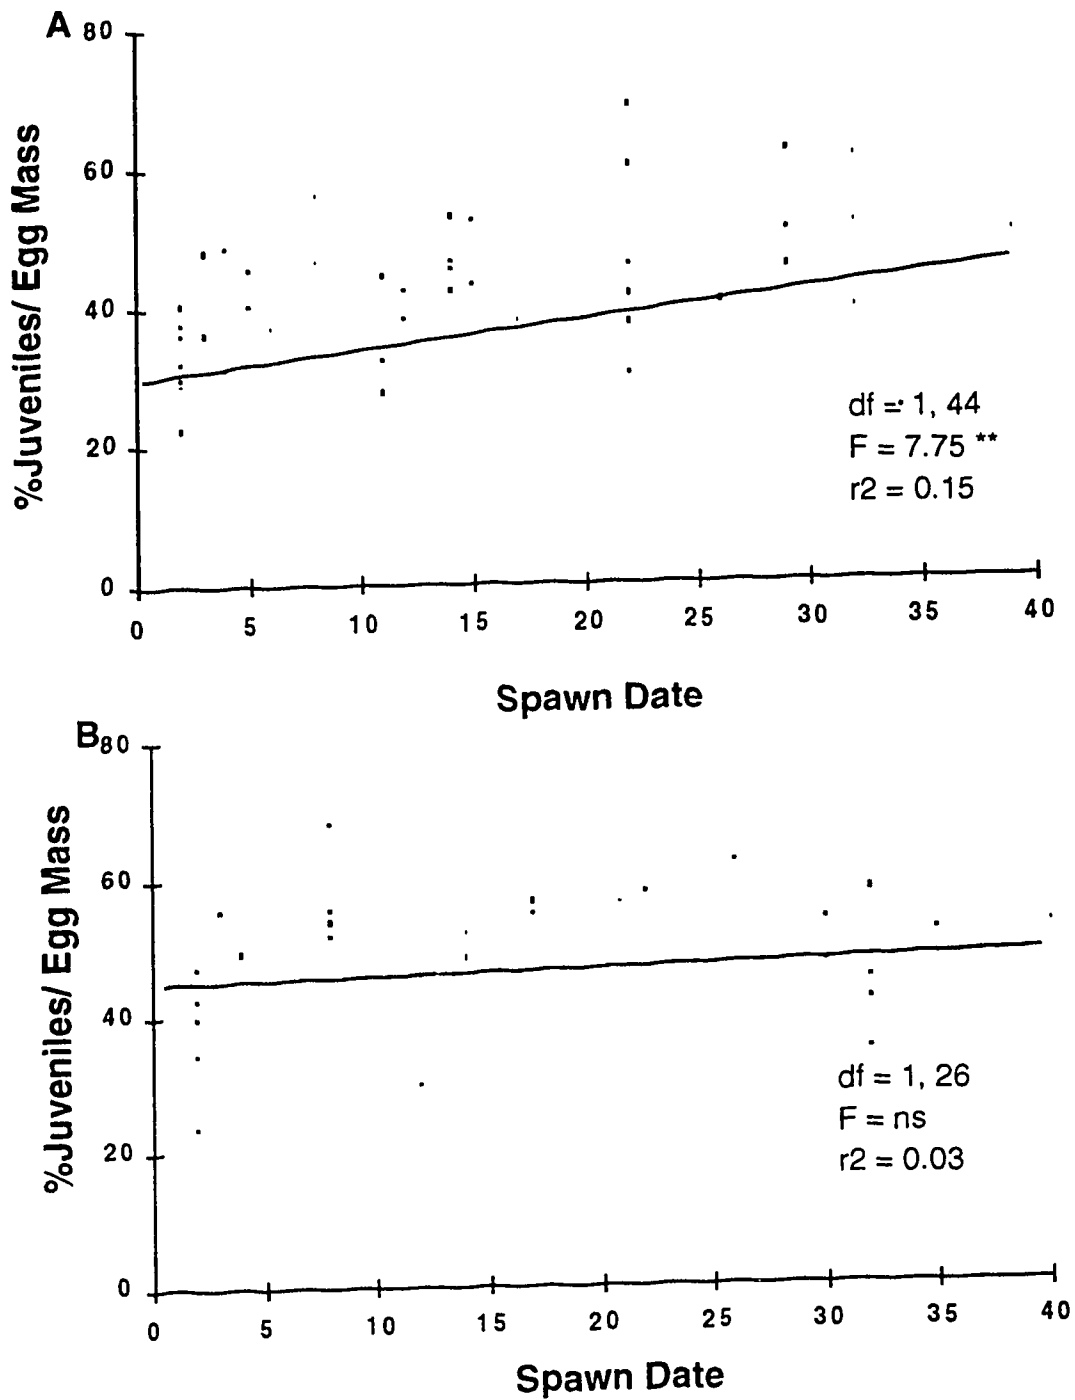 A
80
60
40
20
0
%Juveniles/ Egg Mass
df = 1, 44
F = 7.75 **
r2 = 0.15
0 5 10 15 20 25 30 35 40
Spawn Date
B
80
60
40
20
0
%Juveniles/ Egg Mass
df = 1, 26
F = ns
r2 = 0.03
0 5 10 15 20 25 30 35 40
Spawn Date